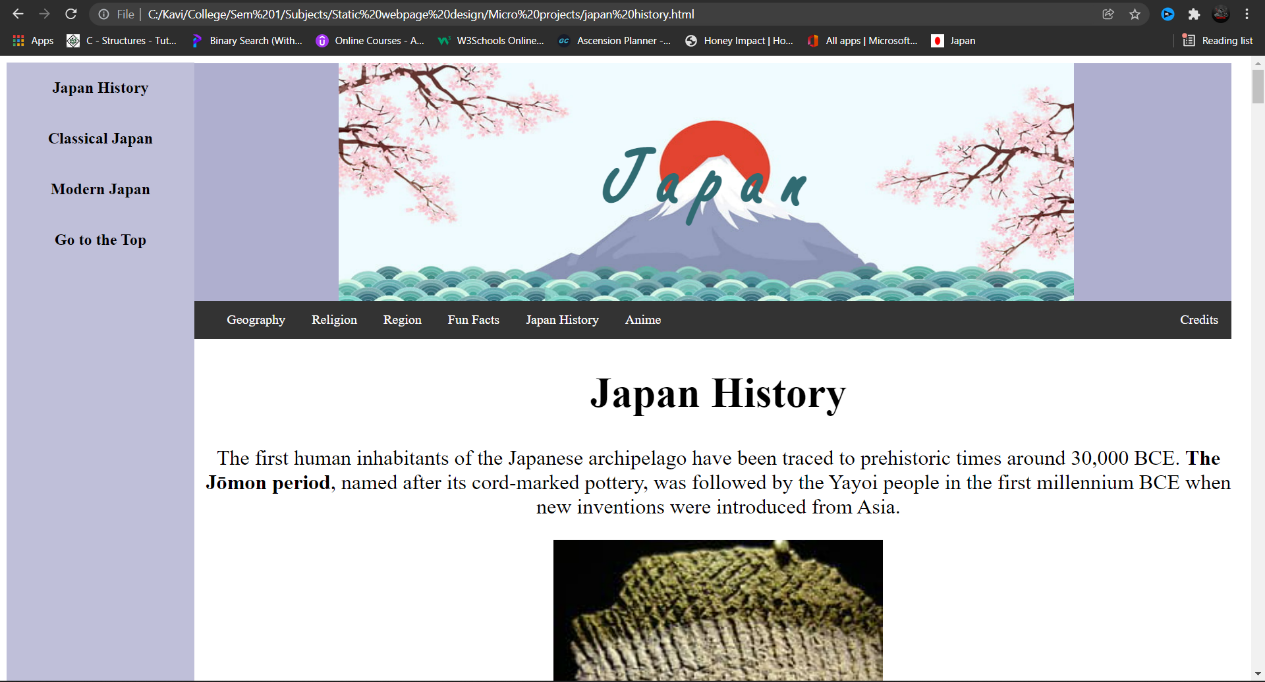 File | C:/Kavi/College/Sem%201/Subjects/Static%20webpage%20design/Micro%20projects/japan%20history.html
Apps C - Structures - Tut... Binary Search (With... Online Courses - A... W3Schools Online... Ascension Planner -... Honey Impact | Ho... All apps | Microsoft... Japan Reading list
Japan History
Classical Japan
Modern Japan
Go to the Top
Japan
Geography Religion Region Fun Facts Japan History Anime Credits
Japan History
The first human inhabitants of the Japanese archipelago have been traced to prehistoric times around 30,000 BCE. The
Jōmon period, named after its cord-marked pottery, was followed by the Yayoi people in the first millennium BCE when
new inventions were introduced from Asia.